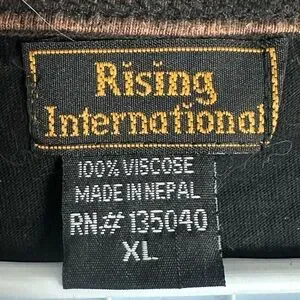 Rising
International
100% VISCOSE
MADE IN NEPAL
RN# 135040
XL